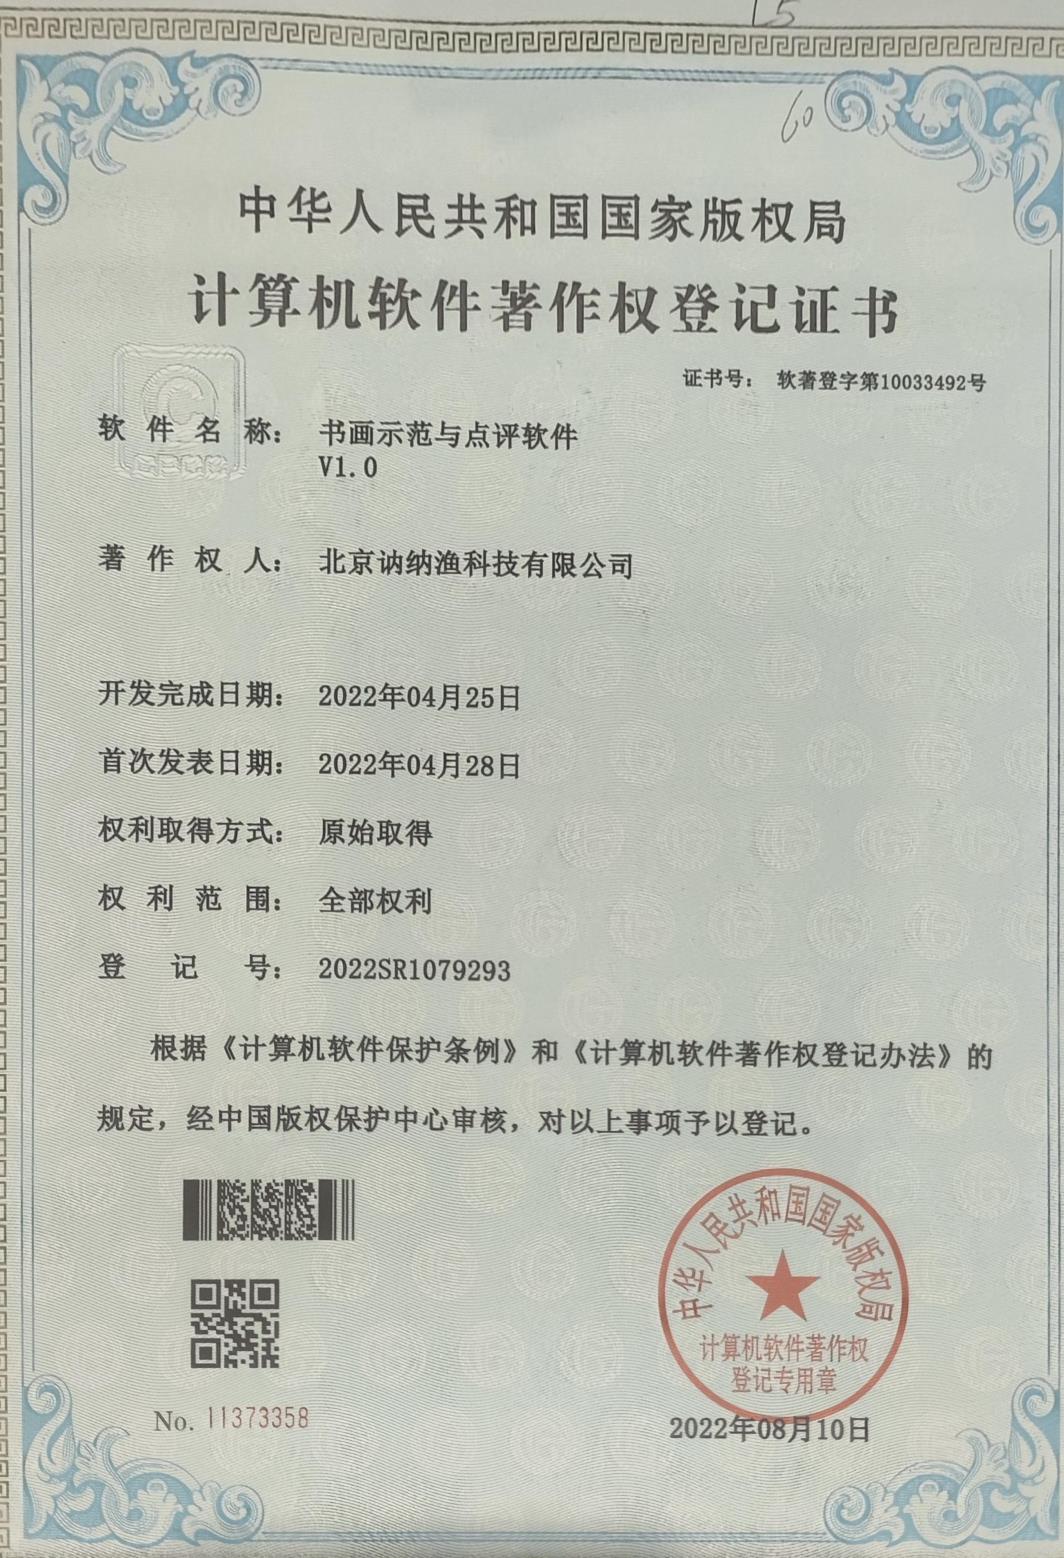 15
60
中华人民共和国国家版权局
计算机软件著作权登记证书
证书号： 软著登字第10033492号
软件名称： 书画示范与点评软件
V1.0
著作权人： 北京讷纳渔科技有限公司
开发完成日期： 2022年04月25日
首次发表日期： 2022年04月28日
权利取得方式： 原始取得
权利范围： 全部权利
登记号： 2022SR1079293
根据《计算机软件保护条例》和《计算机软件著作权登记办法》的
规定，经中国版权保护中心审核，对以上事项予以登记。
中华人民共和国国家版权局
计算机软件著作权
登记专用章
No. 11373358
2022年08月10日